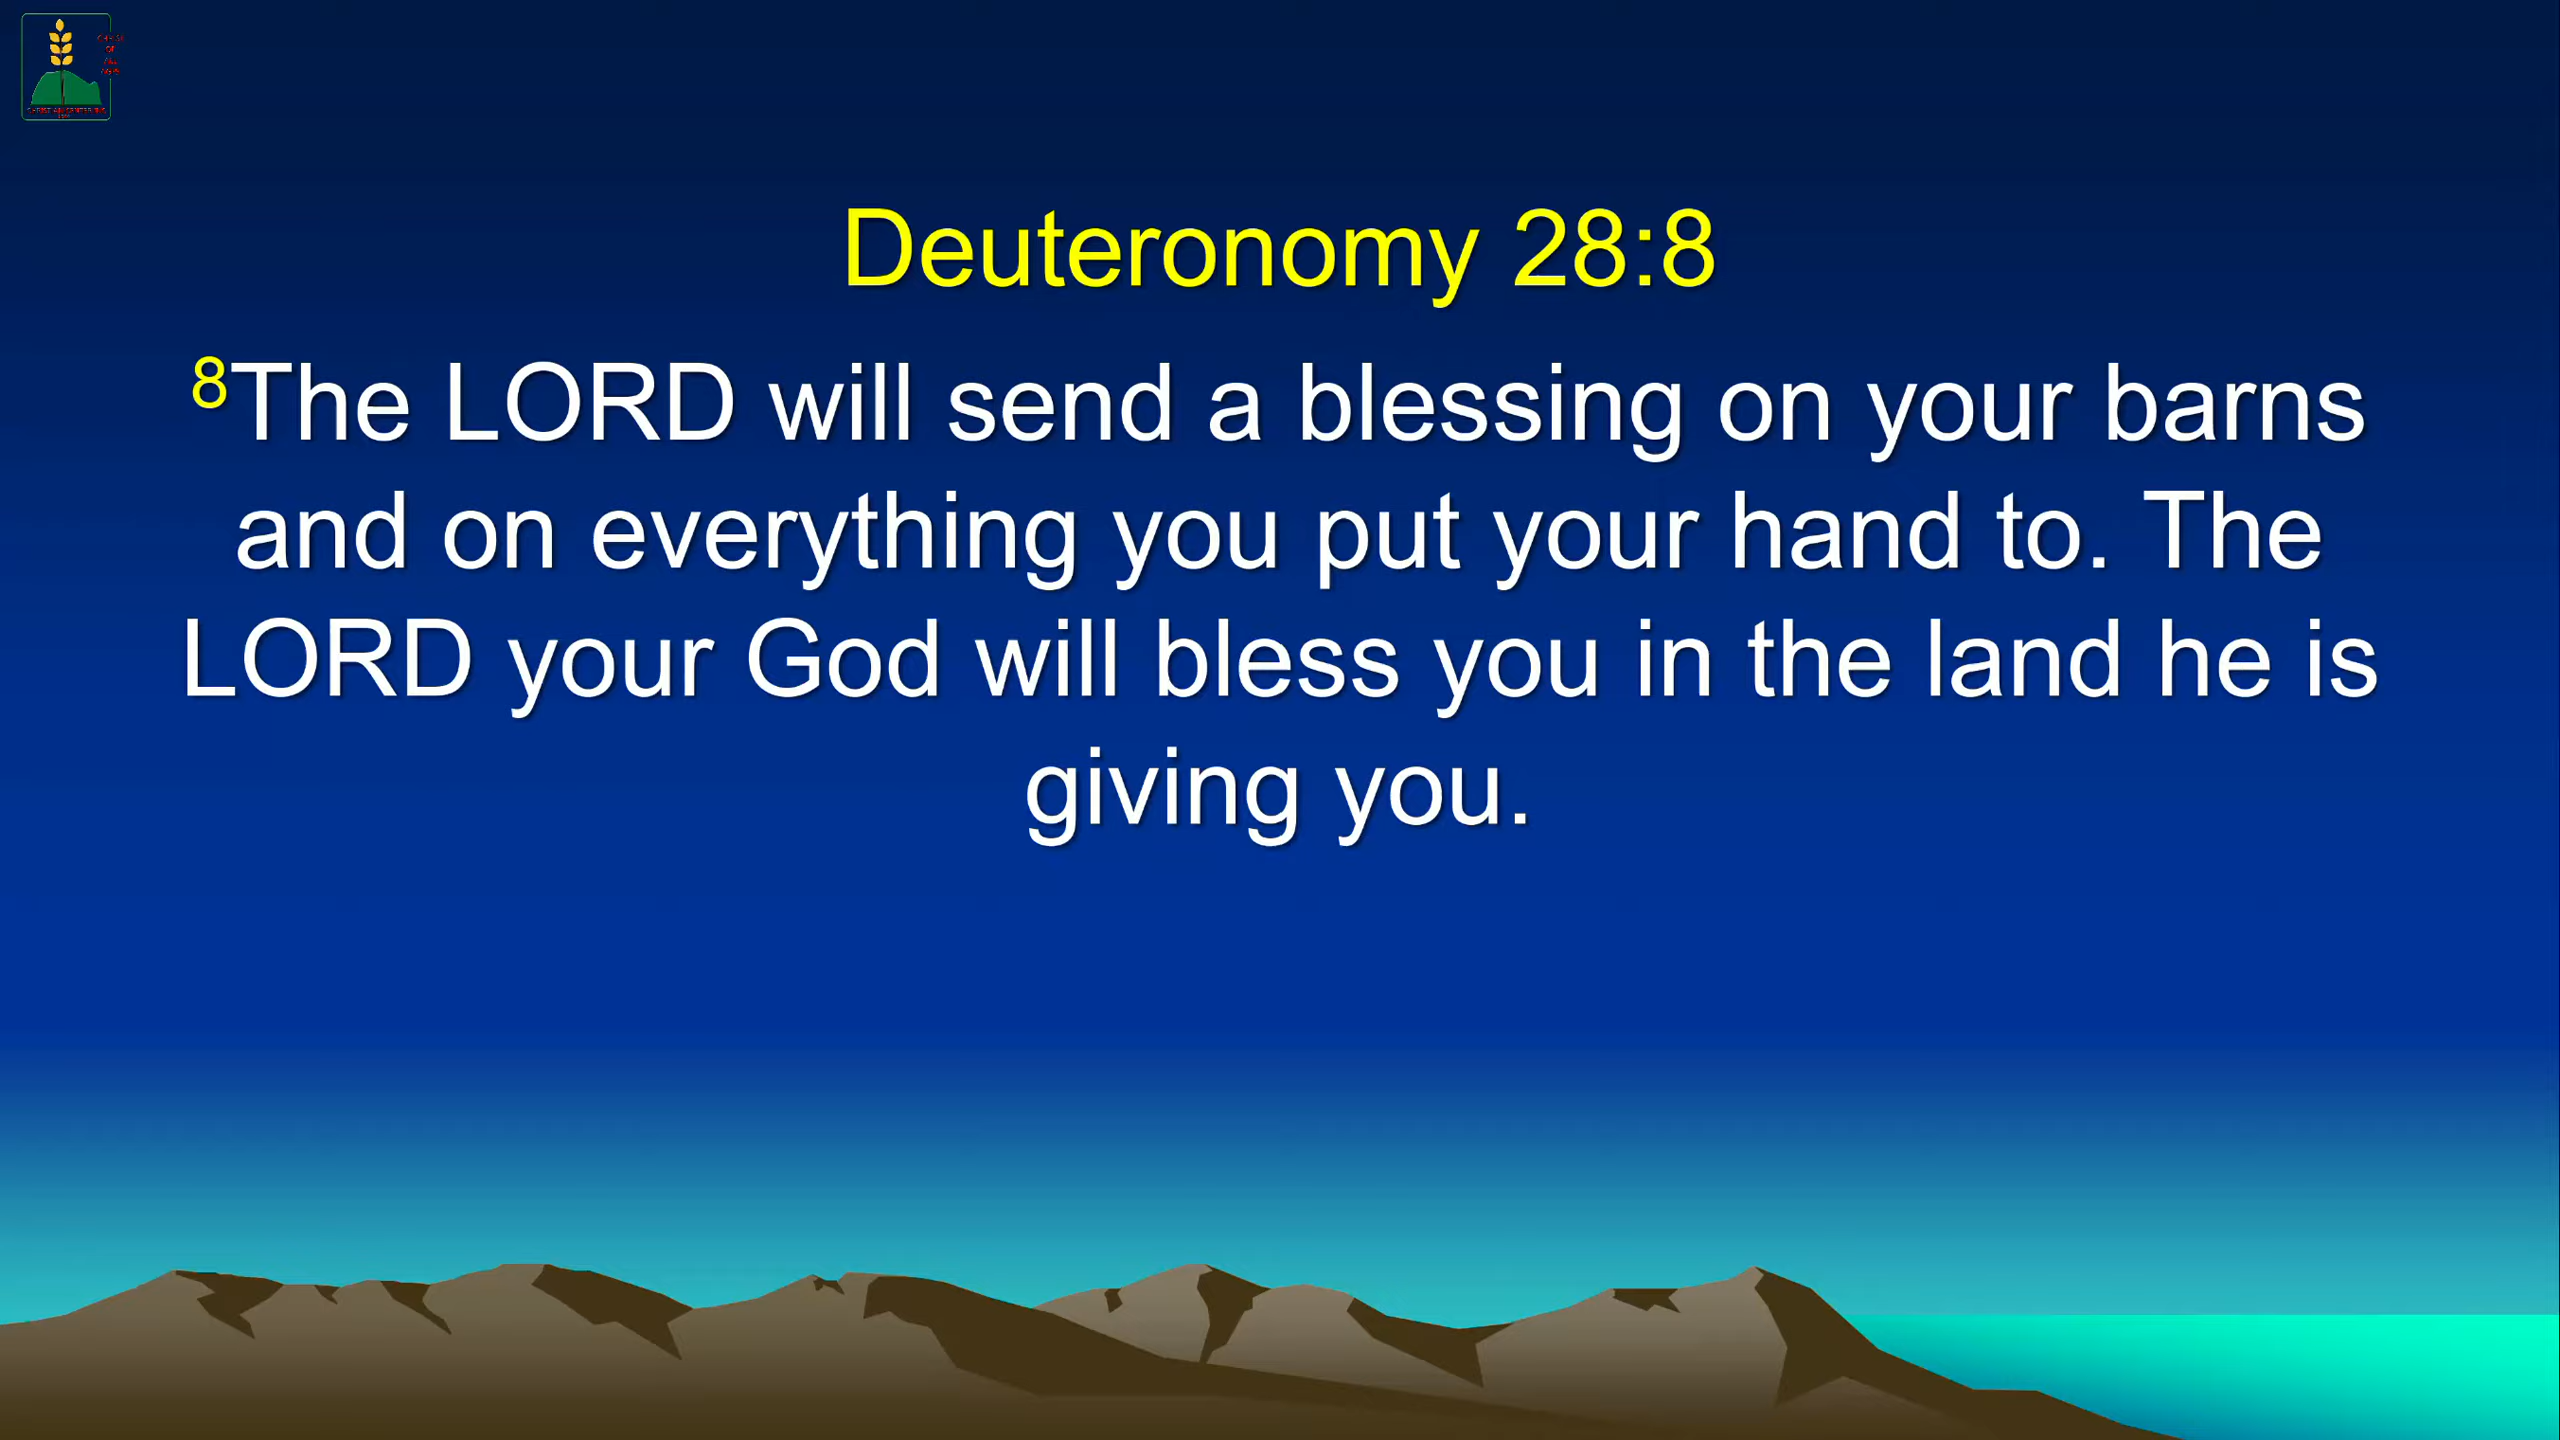 Deuteronomy 28:8
8The LORD will send a blessing on your barns
and on everything you put your hand to. The
LORD your God will bless you in the land he is
giving you.